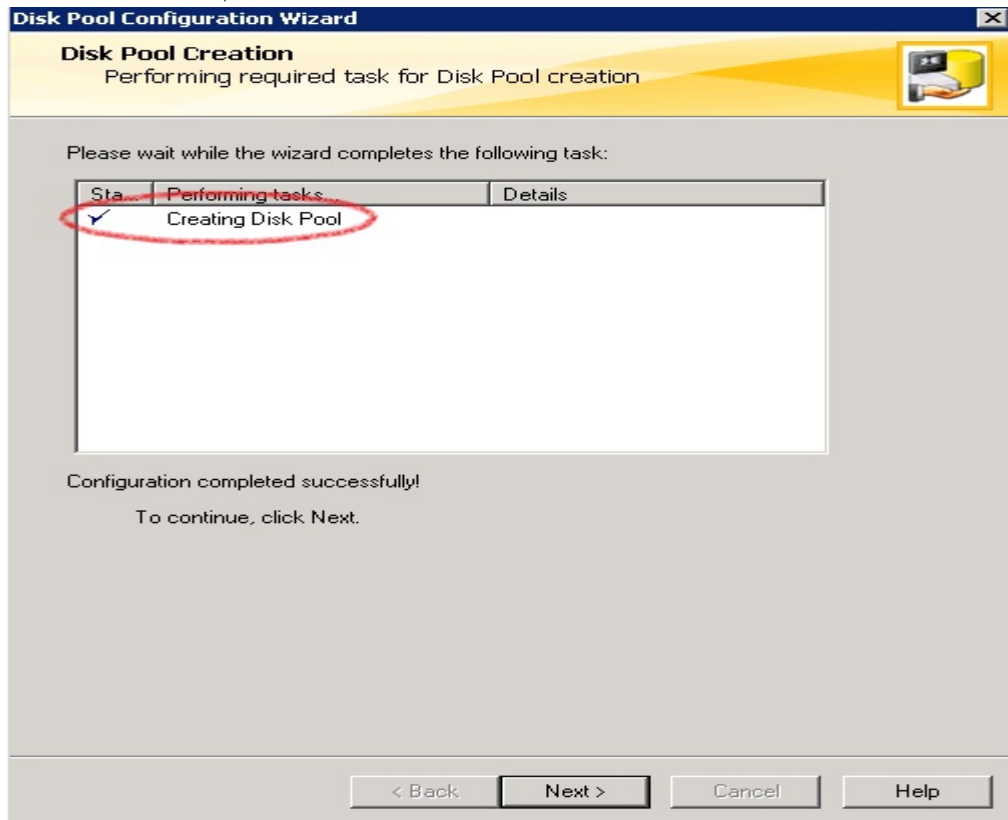 Disk Pool Configuration Wizard
Disk Pool Creation
Performing required task for Disk Pool creation
Please wait while the wizard completes the following task:
Sta... Performing tasks... Details
Creating Disk Pool
Configuration completed successfully!
To continue, click Next.
< Back Next > Cancel Help